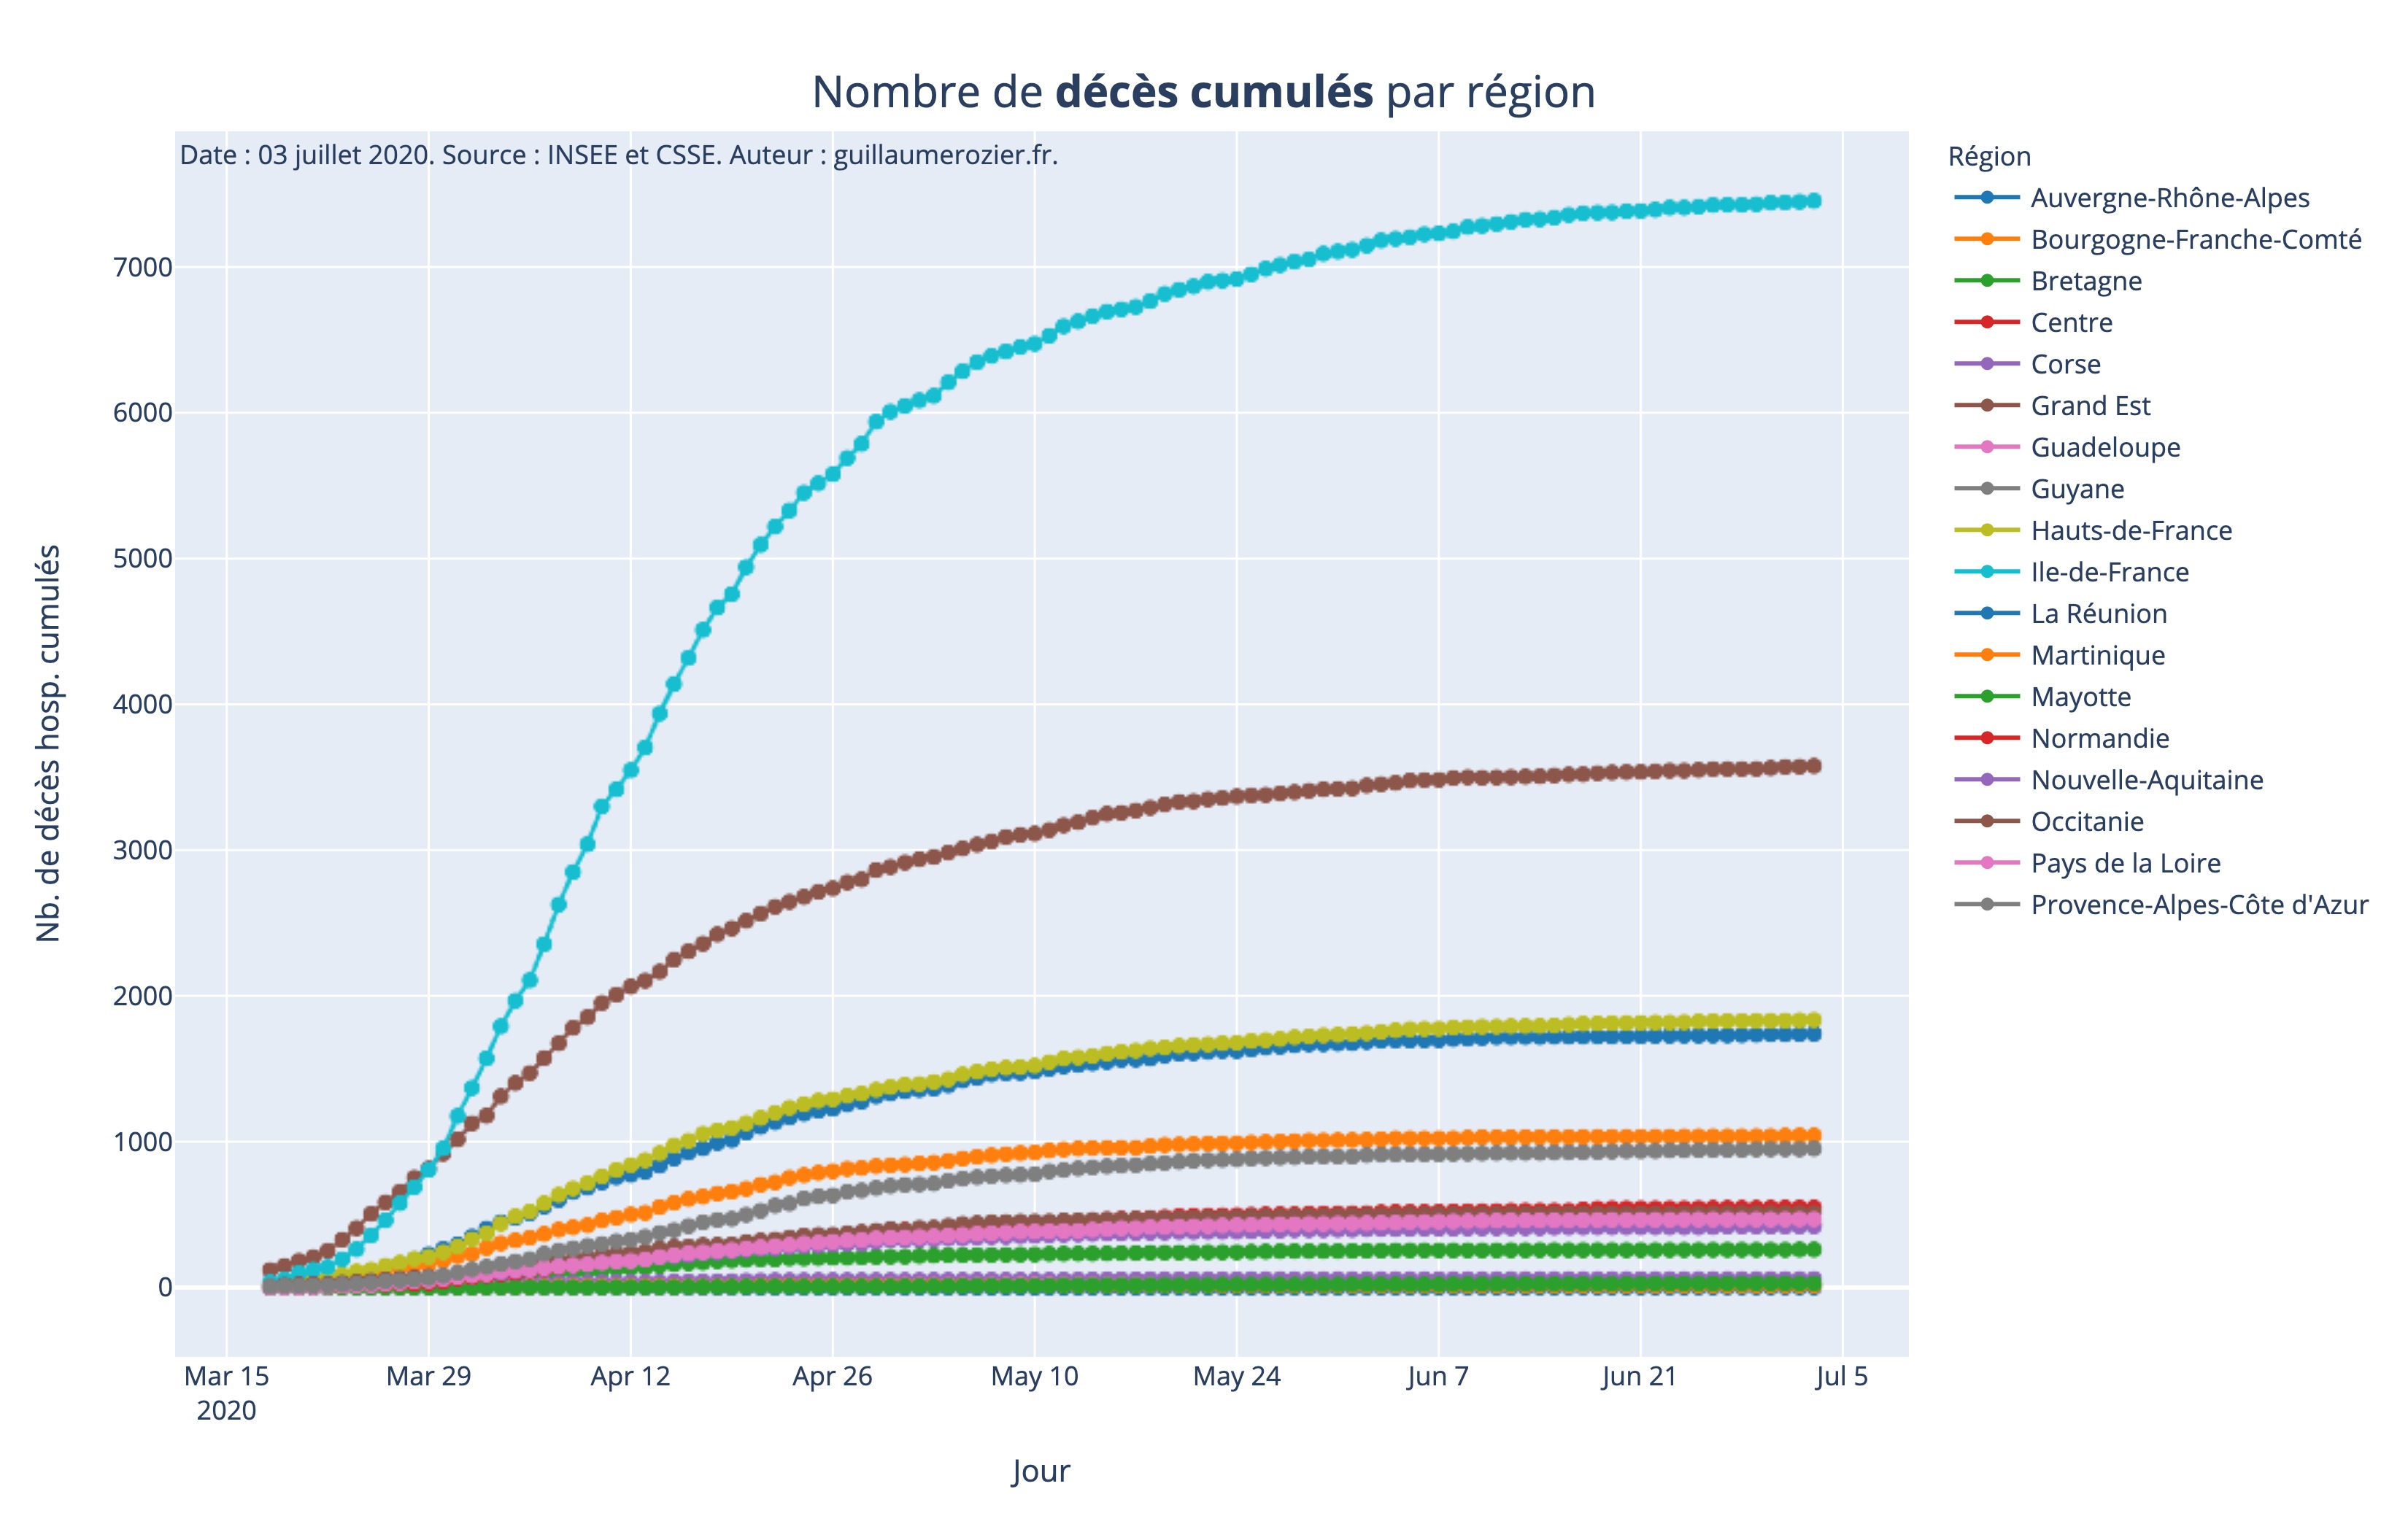 Nombre de décès cumulés par région
Date : 03 juillet 2020. Source : INSEE et CSSE. Auteur : guillaumerozier.fr.
Nb. de décès hosp. cumulés
7000
6000
5000
4000
3000
2000
1000
0
Mar 15
2020
Mar 29
Apr 12
Apr 26
May 10
May 24
Jun 7
Jun 21
Jul 5
Jour
Région
Auvergne-Rhône-Alpes
Bourgogne-Franche-Comté
Bretagne
Centre
Corse
Grand Est
Guadeloupe
Guyane
Hauts-de-France
Ile-de-France
La Réunion
Martinique
Mayotte
Normandie
Nouvelle-Aquitaine
Occitanie
Pays de la Loire
Provence-Alpes-Côte d'Azur